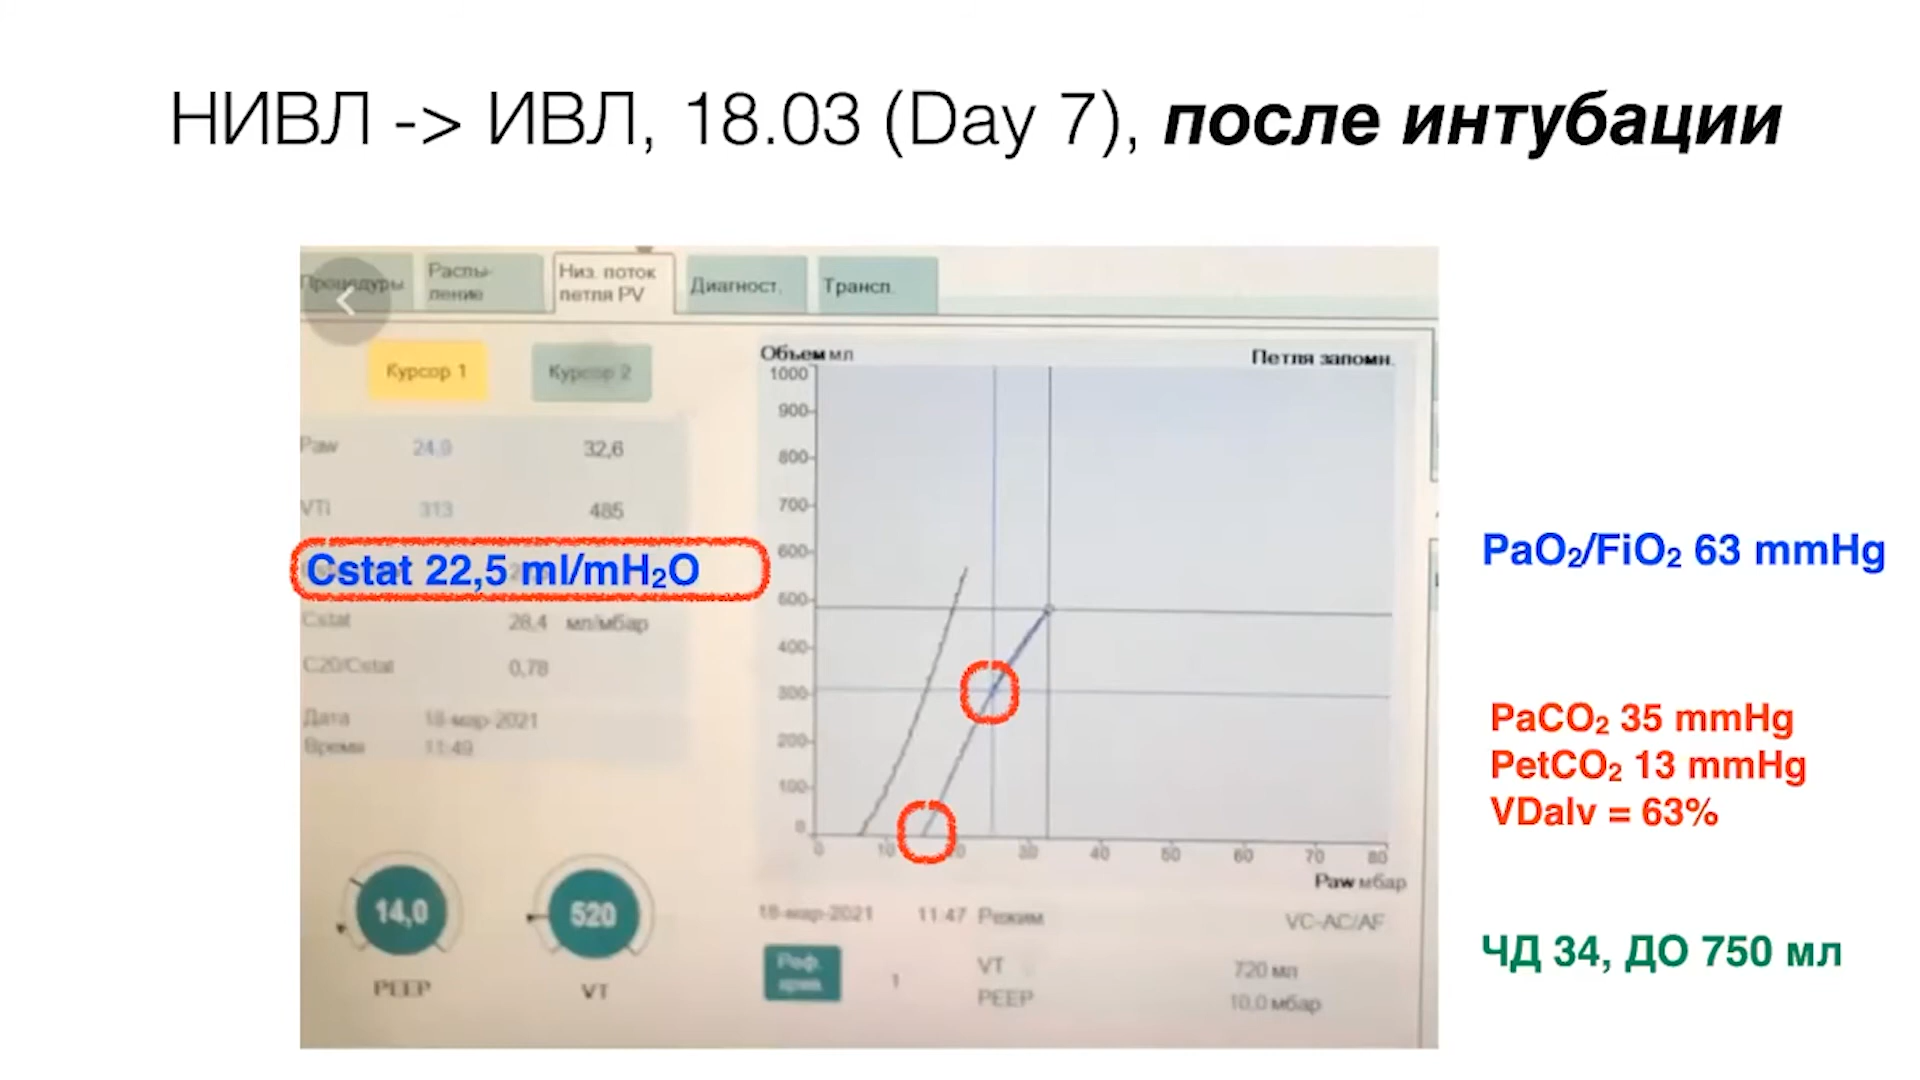 НИВЛ -> ИВЛ, 18.03 (Day 7), после интубации
Процедуры
Распы-
ление
Низ. поток
петля PV
Диагност.
Трансп.
Курсор 1
Курсор 2
Paw 24,9 32,6
VTi 313 485
Cstat 22,5 ml/mH₂O
Cstat 28,4 мл/мбар
C20/Cstat 0,78
Дата 18-мар-2021
Время 11:49
14,0
PEEP
520
VT
Объем мл
Петля запомн.
1000
900
800
700
600
500
400
300
200
100
0
0 10 20 30 40 50 60 70 80
Paw мбар
18-мар-2021 11:47 Режим VC-AC/AF
Реф.
1
VT 720 мл
PEEP 10,0 мбар
PaO₂/FiO₂ 63 mmHg
PaCO₂ 35 mmHg
PetCO₂ 13 mmHg
VDalv = 63%
ЧД 34, ДО 750 мл